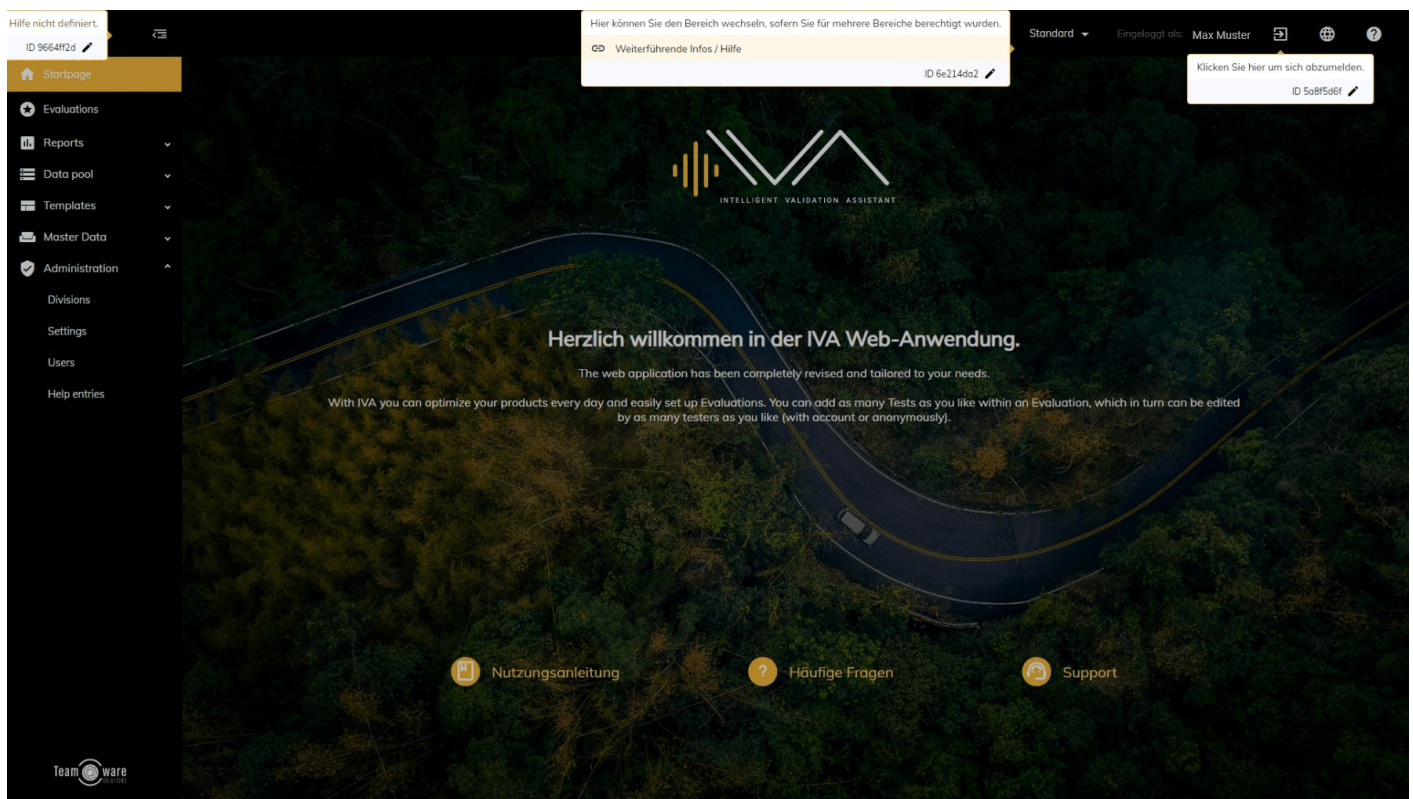 Hilfe nicht definiert.
ID 9664ff2d
Hier können Sie den Bereich wechseln, sofern Sie für mehrere Bereiche berechtigt wurden.
Weiterführende Infos / Hilfe
ID 6e214da2
Standard
Eingeloggt als: Max Muster
Klicken Sie hier um sich abzumelden.
ID 5a8f5d6f
Startpage
Evaluations
Reports
Data pool
Templates
Master Data
Administration
Divisions
Settings
Users
Help entries
IVA
INTELLIGENT VALIDATION ASSISTANT
Herzlich willkommen in der IVA Web-Anwendung.
The web application has been completely revised and tailored to your needs.
With IVA you can optimize your products every day and easily set up Evaluations. You can add as many Tests as you like within an Evaluation, which in turn can be edited
by as many testers as you like (with account or anonymously).
Nutzungsanleitung
Häufige Fragen
Support
Team ware
SOLUTIONS